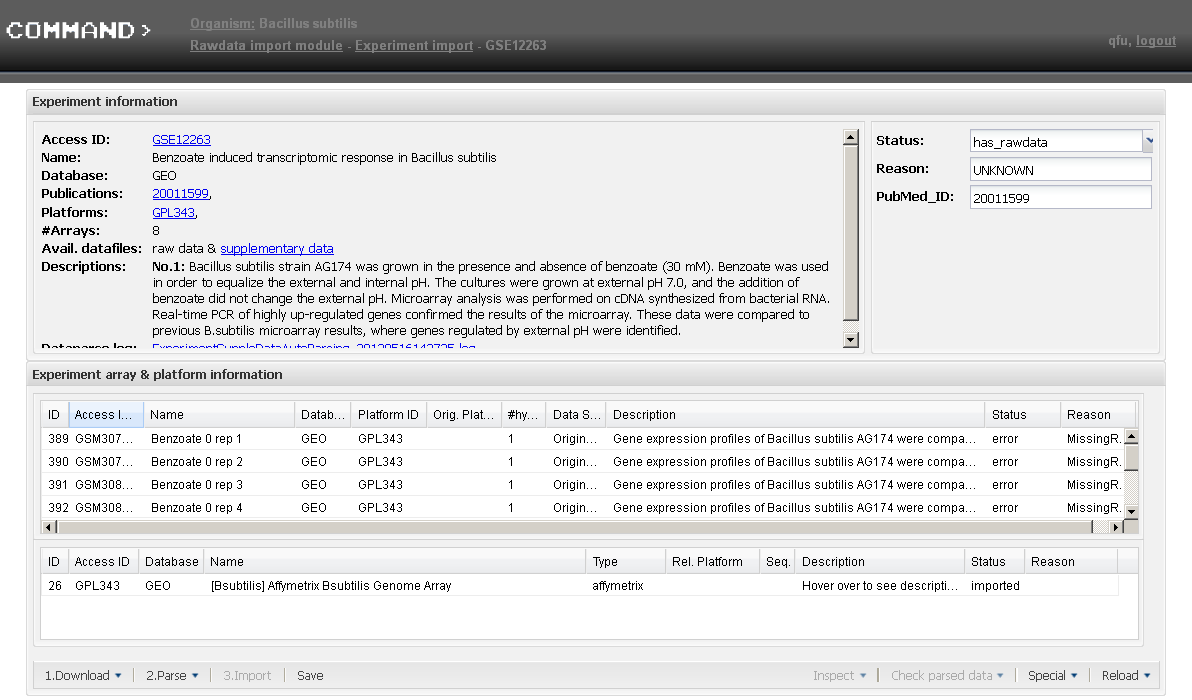 COMMAND>
Organism: Bacillus subtilis
Rawdata import module - Experiment import - GSE12263
qfu, logout
Experiment information
Access ID: GSE12263
Name: Benzoate induced transcriptomic response in Bacillus subtilis
Database: GEO
Publications: 20011599,
Platforms: GPL343,
#Arrays: 8
Avail. datafiles: raw data & supplementary data
Descriptions: No.1: Bacillus subtilis strain AG174 was grown in the presence and absence of benzoate (30 mM). Benzoate was used
in order to equalize the external and internal pH. The cultures were grown at external pH 7.0, and the addition of
benzoate did not change the external pH. Microarray analysis was performed on cDNA synthesized from bacterial RNA.
Real-time PCR of highly up-regulated genes confirmed the results of the microarray. These data were compared to
previous B.subtilis microarray results, where genes regulated by external pH were identified.
Dataparse log: ExperimentSuppleDataAutoParsing_20120516142725.log
Status: has_rawdata
Reason: UNKNOWN
PubMed_ID: 20011599
Experiment array & platform information
ID Access I... Name Datab... Platform ID Orig. Plat... #hy... Data S... Description Status Reason
389 GSM307... Benzoate 0 rep 1 GEO GPL343 1 Origin... Gene expression profiles of Bacillus subtilis AG174 were compa... error MissingR.
390 GSM307... Benzoate 0 rep 2 GEO GPL343 1 Origin... Gene expression profiles of Bacillus subtilis AG174 were compa... error MissingR.
391 GSM308... Benzoate 0 rep 3 GEO GPL343 1 Origin... Gene expression profiles of Bacillus subtilis AG174 were compa... error MissingR.
392 GSM308... Benzoate 0 rep 4 GEO GPL343 1 Origin... Gene expression profiles of Bacillus subtilis AG174 were compa... error MissingR.
ID Access ID Database Name Type Rel. Platform Seq. Description Status Reason
26 GPL343 GEO [Bsubtilis] Affymetrix Bsubtilis Genome Array affymetrix Hover over to see descripti... imported
1.Download 2.Parse 3.Import Save Inspect Check parsed data Special Reload